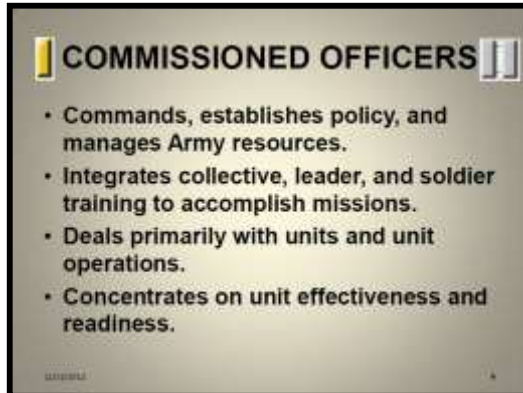 COMMISSIONED OFFICERS
• Commands, establishes policy, and
manages Army resources.
• Integrates collective, leader, and soldier
training to accomplish missions.
• Deals primarily with units and unit
operations.
• Concentrates on unit effectiveness and
readiness.